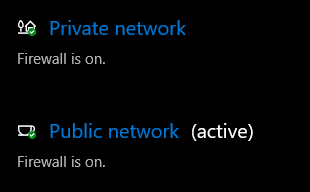 Private network
Firewall is on.
Public network (active)
Firewall is on.